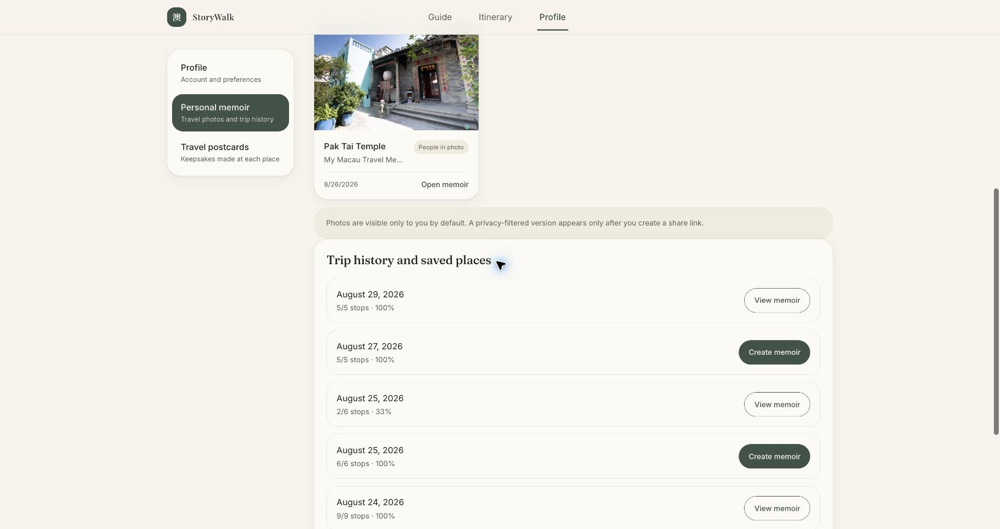 澳 StoryWalk
Guide Itinerary Profile
Profile
Account and preferences
Personal memoir
Travel photos and trip history
Travel postcards
Keepsakes made at each place
Pak Tai Temple
People in photo
My Macau Travel Me...
8/26/2026
Open memoir
Photos are visible only to you by default. A privacy-filtered version appears only after you create a share link.
Trip history and saved places
August 29, 2026
5/5 stops · 100%
View memoir
August 27, 2026
5/5 stops · 100%
Create memoir
August 25, 2026
2/6 stops · 33%
View memoir
August 25, 2026
6/6 stops · 100%
Create memoir
August 24, 2026
9/9 stops · 100%
View memoir